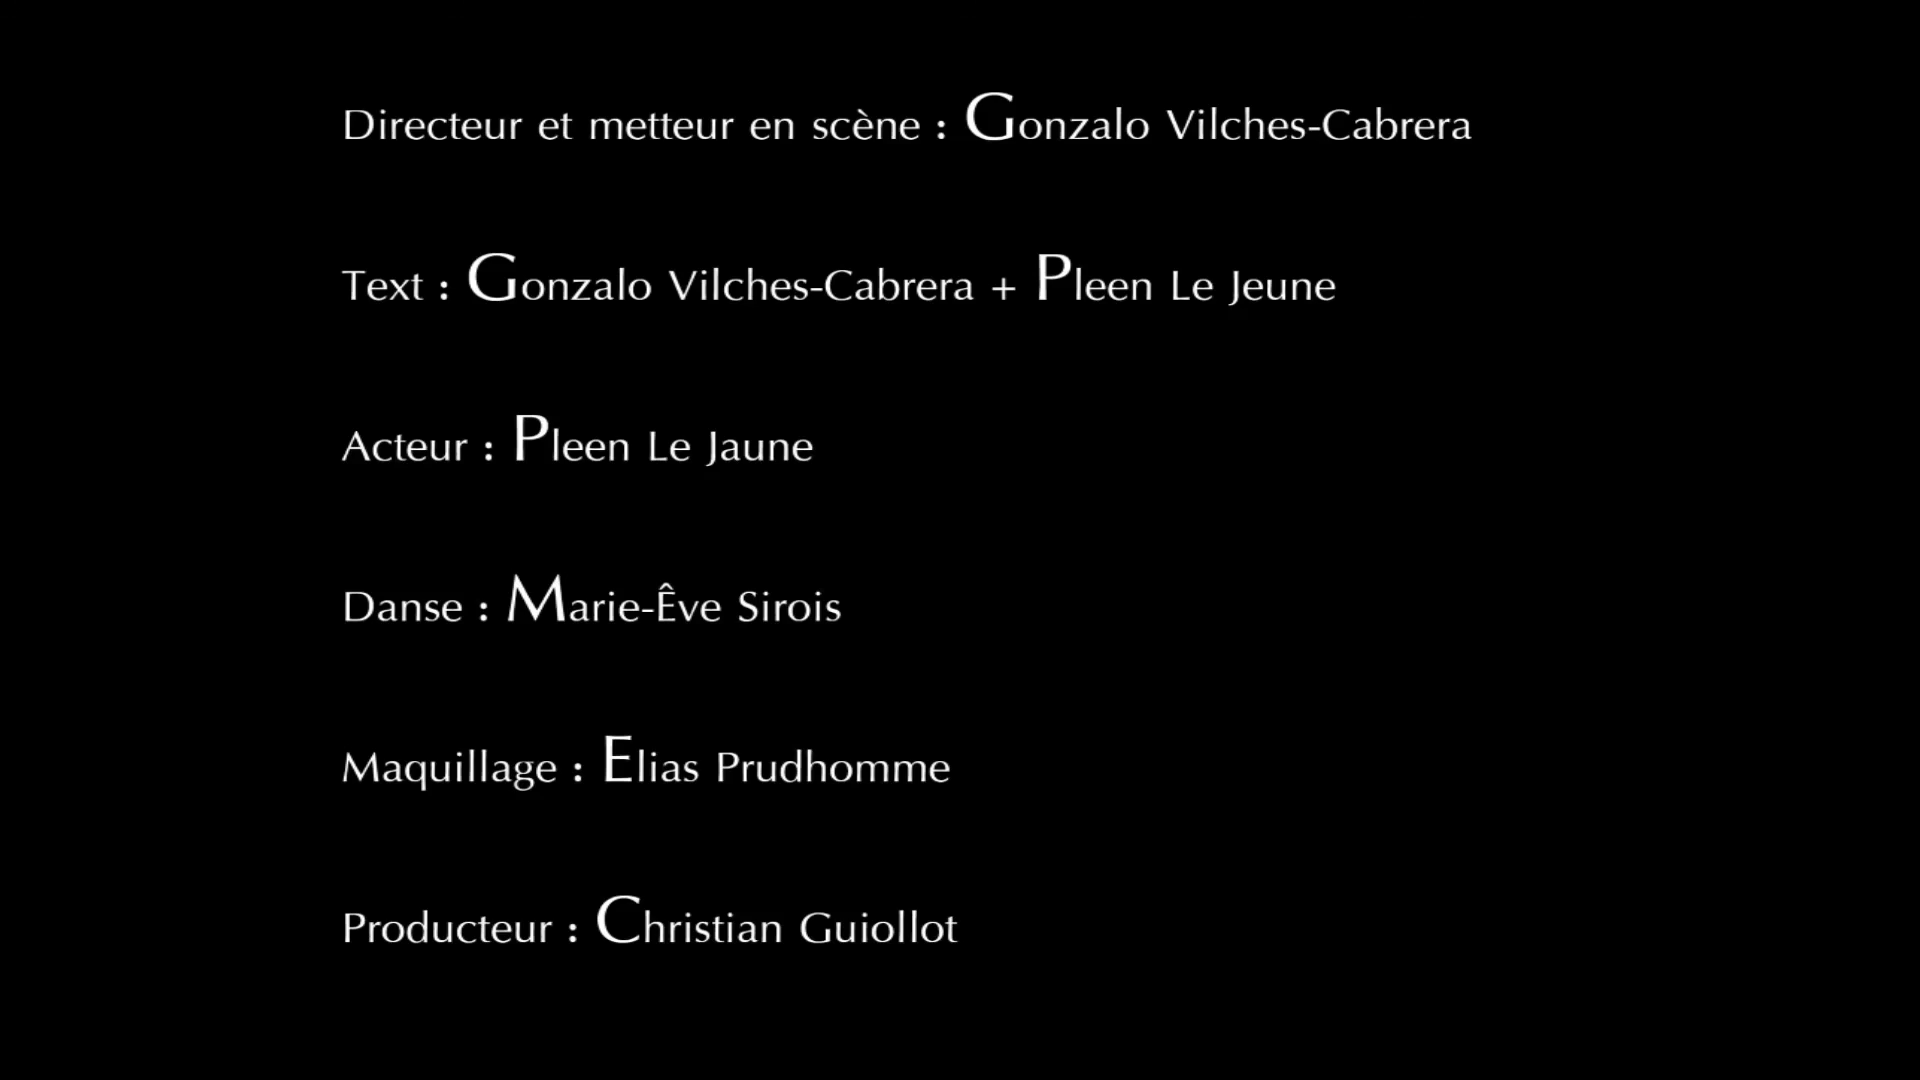 Directeur et metteur en scène : Gonzalo Vilches-Cabrera
Text : Gonzalo Vilches-Cabrera + Pleen Le Jeune
Acteur : Pleen Le Jaune
Danse : Marie-Êve Sirois
Maquillage : Elias Prudhomme
Producteur : Christian Guiollot